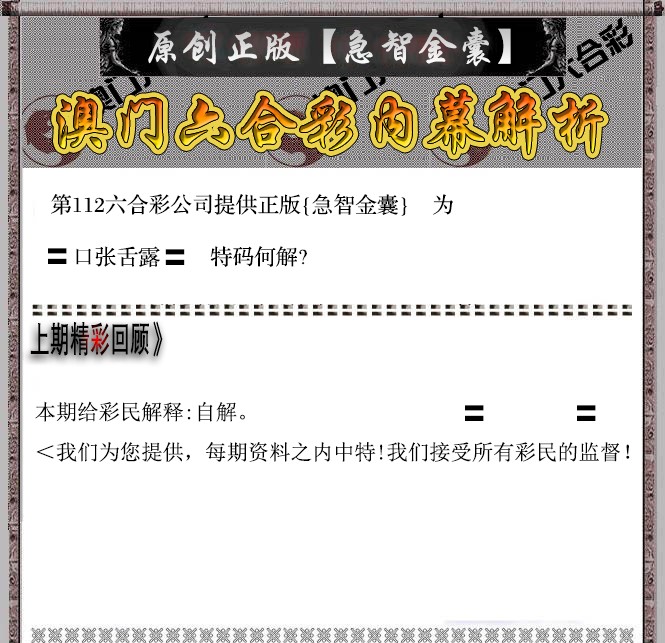 原创正版【急智金囊】
澳门六合彩内幕解析
第112六合彩公司提供正版{急智金囊} 为
〓口张舌露〓 特码何解?
上期精彩回顾》
本期给彩民解释:自解。 〓 〓
＜我们为您提供，每期资料之内中特!我们接受所有彩民的监督!